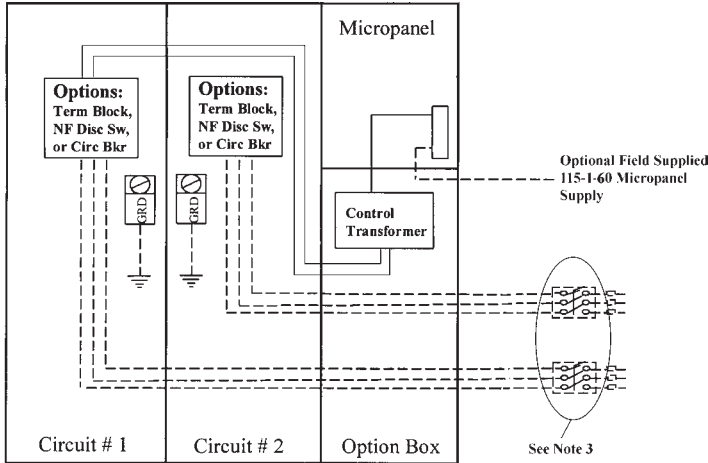 Micropanel
Options:
Term Block,
NF Disc Sw,
or Circ Bkr
Options:
Term Block,
NF Disc Sw,
or Circ Bkr
Optional Field Supplied
115-1-60 Micropanel
Supply
GRD
GRD
Control
Transformer
Circuit # 1
Circuit # 2
Option Box
See Note 3